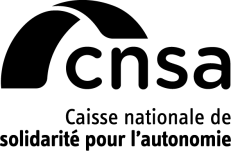 cnsa
Caisse nationale de
solidarité pour l'autonomie